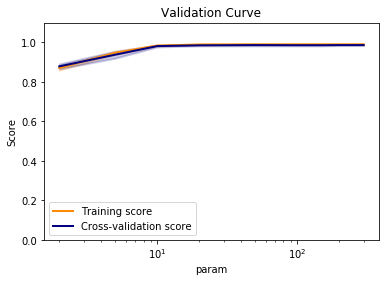 Validation Curve
1.0
0.8
0.6
0.4
0.2
0.0
Score
Training score
Cross-validation score
10¹
10²
param